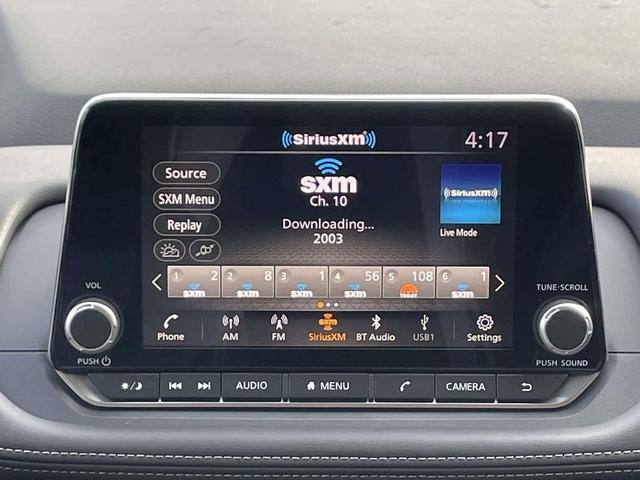 SiriusXM
4:17
Source
SXM Menu
Replay
sxm
Ch. 10
Downloading...
2003
SiriusXM
Live Mode
1 2 2 8 3 1 4 56 5 108 6 1
sxm sxm sxm sxm TODAY sxm
Phone AM FM SiriusXM BT Audio USB1 Settings
VOL
TUNE·SCROLL
PUSH
PUSH SOUND
AUDIO MENU CAMERA